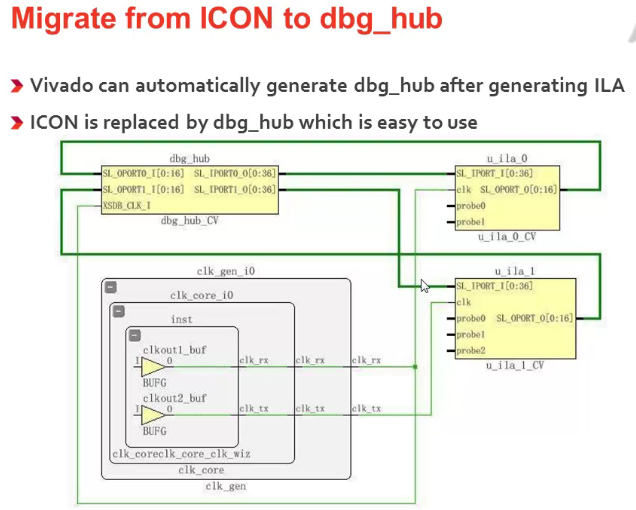 Migrate from ICON to dbg_hub
Vivado can automatically generate dbg_hub after generating ILA
ICON is replaced by dbg_hub which is easy to use
dbg_hub
SL_OPORT0_I[0:16] SL_IPORT0_O[0:36]
SL_OPORT1_I[0:16] SL_IPORT1_O[0:36]
XSDB_CLK_I
dbg_hub_CV
u_ila_0
SL_IPORT_I[0:36]
clk SL_OPORT_O[0:16]
probe0
probe1
u_ila_0_CV
u_ila_1
SL_IPORT_I[0:36]
clk
probe0 SL_OPORT_O[0:16]
probe1
probe2
u_ila_1_CV
clk_gen_i0
clk_core_i0
inst
clkout1_buf
I O clk_rx clk_rx clk_rx
BUFG
clkout2_buf
I O clk_tx clk_tx clk_tx
BUFG
clk_coreclk_core_clk_wiz
clk_core
clk_gen